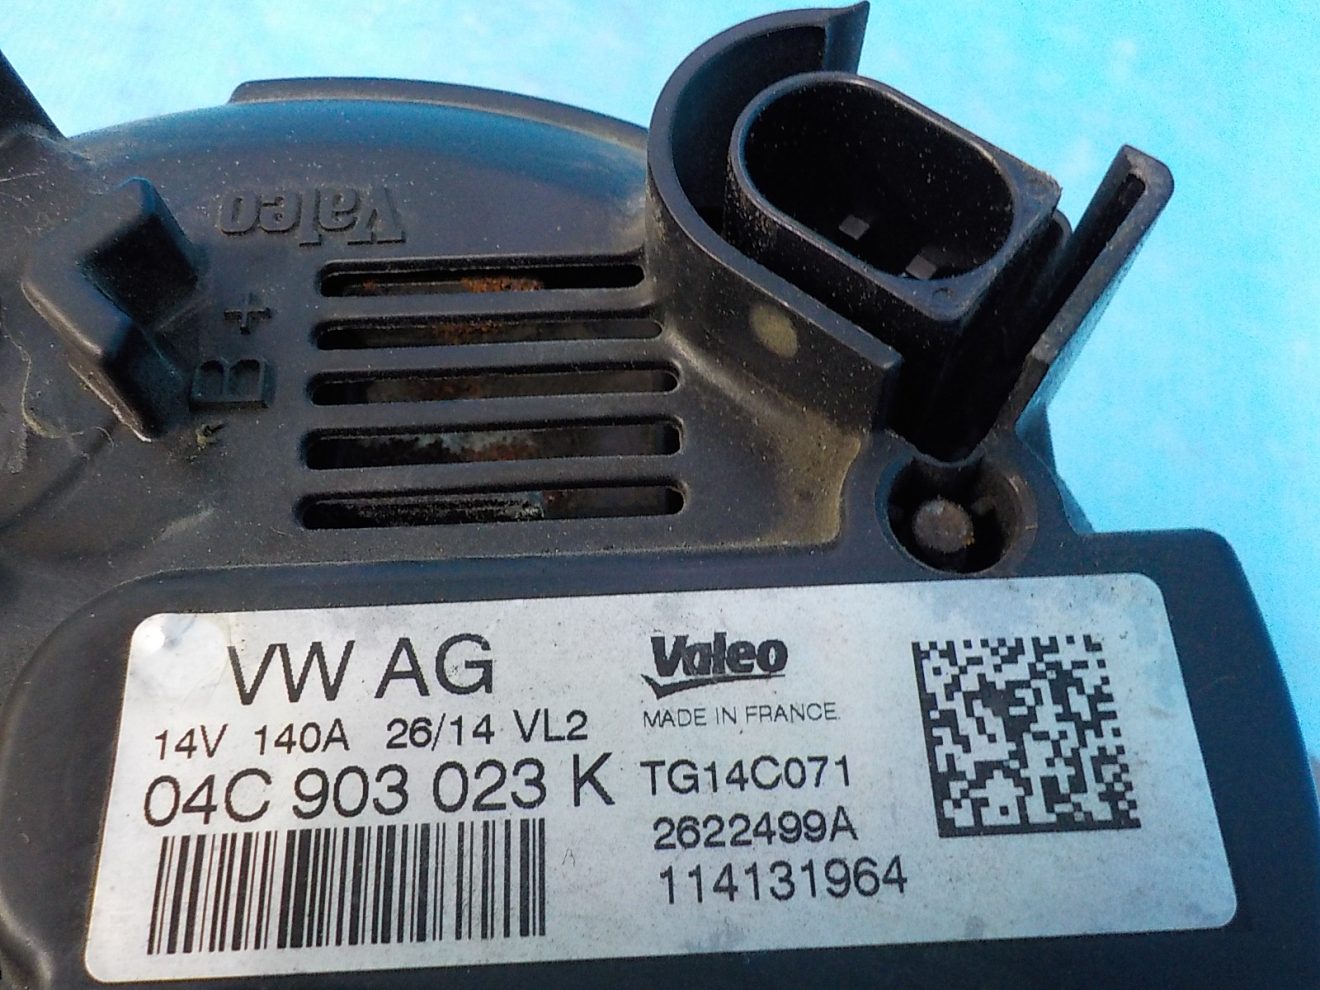 Valeo
B+
VW AG
14V 140A 26/14 VL2
04C 903 023 K
Valeo
MADE IN FRANCE
TG14C071
2622499A
114131964